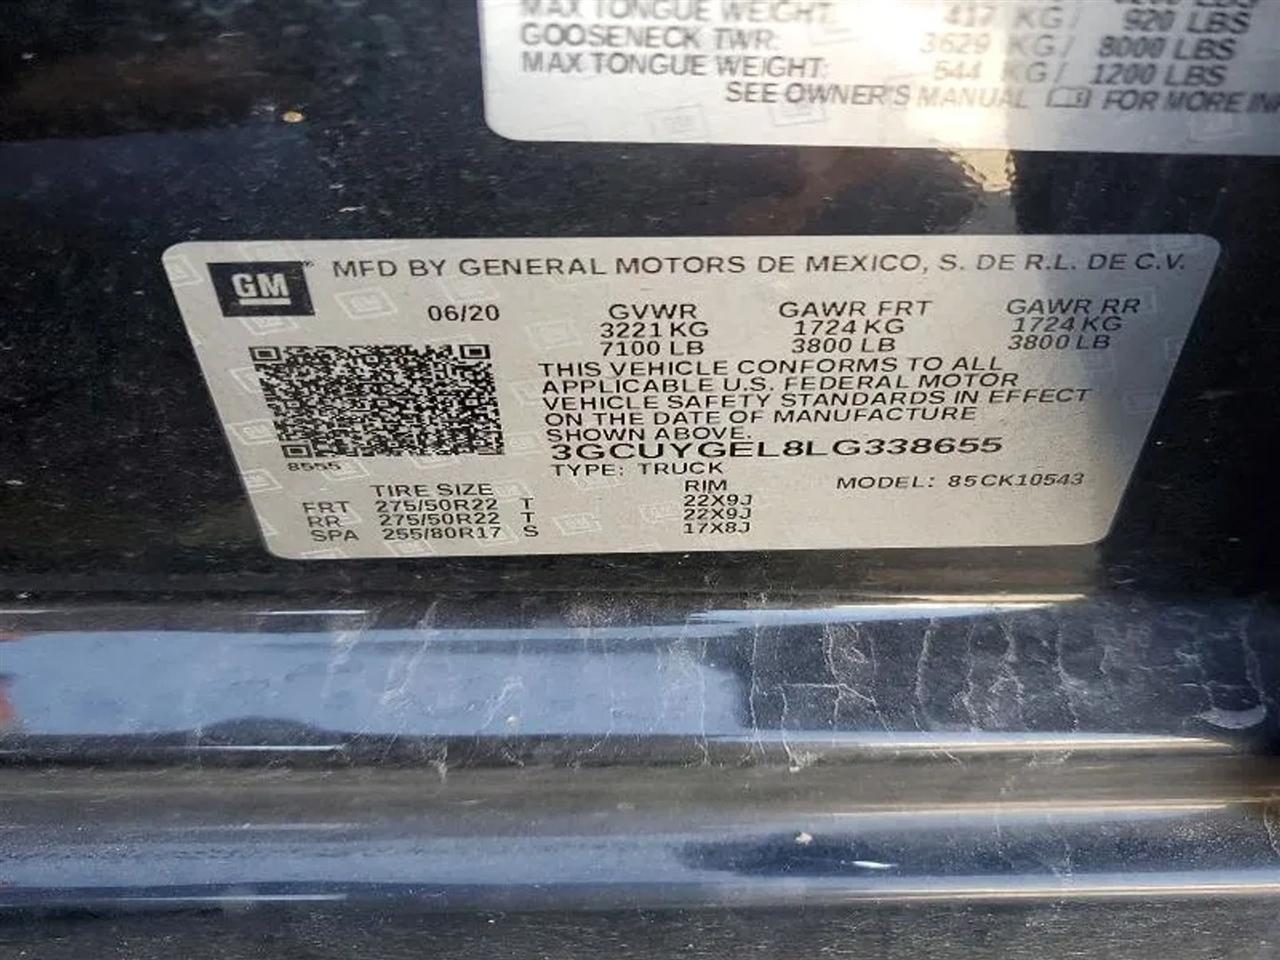 MAX TONGUE WEIGHT: 417 KG/ 920 LBS
GOOSENECK TWR: 3629 KG/ 8000 LBS
MAX TONGUE WEIGHT: 544 KG/ 1200 LBS
SEE OWNER'S MANUAL FOR MORE IN
GM MFD BY GENERAL MOTORS DE MEXICO, S. DE R.L. DE C.V.
06/20 GVWR GAWR FRT GAWR RR
3221 KG 1724 KG 1724 KG
7100 LB 3800 LB 3800 LB
THIS VEHICLE CONFORMS TO ALL
APPLICABLE U.S. FEDERAL MOTOR
VEHICLE SAFETY STANDARDS IN EFFECT
ON THE DATE OF MANUFACTURE
SHOWN ABOVE.
8555 3GCUYGEL8LG338655
TYPE: TRUCK MODEL: 85CK10543
TIRE SIZE RIM
FRT 275/50R22 T 22X9J
RR 275/50R22 T 22X9J
SPA 255/80R17 S 17X8J